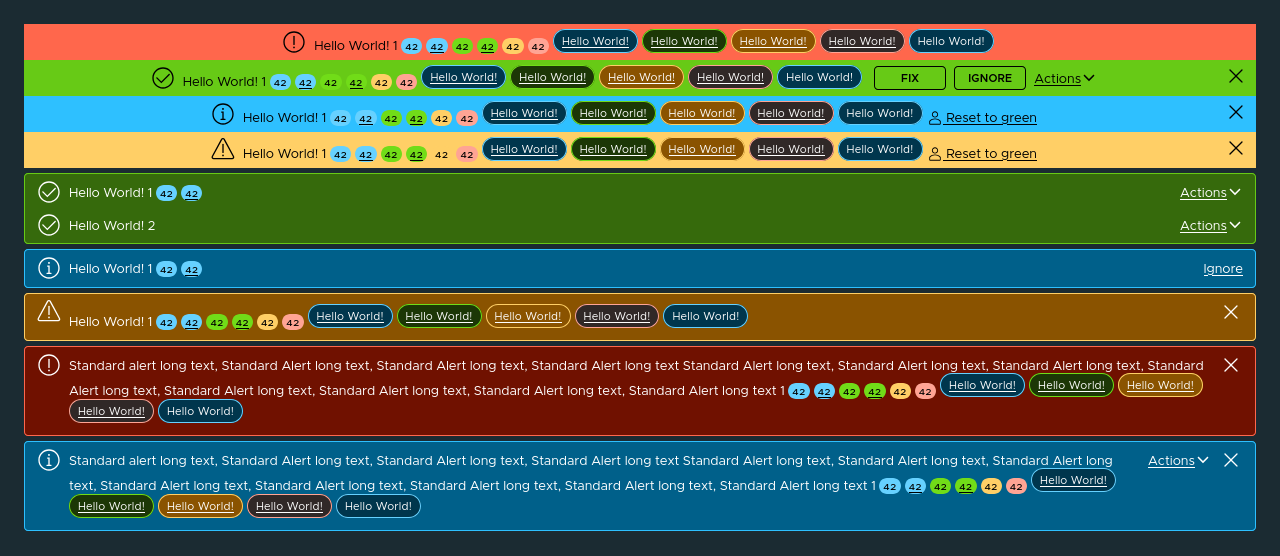 Hello World! 1 42 42 42 42 42 42 Hello World! Hello World! Hello World! Hello World! Hello World!
Hello World! 1 42 42 42 42 42 42 Hello World! Hello World! Hello World! Hello World! Hello World! FIX IGNORE Actions
Hello World! 1 42 42 42 42 42 42 Hello World! Hello World! Hello World! Hello World! Hello World! Reset to green
Hello World! 1 42 42 42 42 42 42 Hello World! Hello World! Hello World! Hello World! Hello World! Reset to green
Hello World! 1 42 42 Actions
Hello World! 2 Actions
Hello World! 1 42 42 Ignore
Hello World! 1 42 42 42 42 42 42 Hello World! Hello World! Hello World! Hello World! Hello World!
Standard alert long text, Standard Alert long text, Standard Alert long text, Standard Alert long text Standard Alert long text, Standard Alert long text, Standard Alert long text, Standard
Alert long text, Standard Alert long text, Standard Alert long text, Standard Alert long text, Standard Alert long text 1 42 42 42 42 42 42 Hello World! Hello World! Hello World!
Hello World! Hello World!
Standard alert long text, Standard Alert long text, Standard Alert long text, Standard Alert long text Standard Alert long text, Standard Alert long text, Standard Alert long Actions
text, Standard Alert long text, Standard Alert long text, Standard Alert long text, Standard Alert long text, Standard Alert long text 1 42 42 42 42 42 42 Hello World!
Hello World! Hello World! Hello World! Hello World!